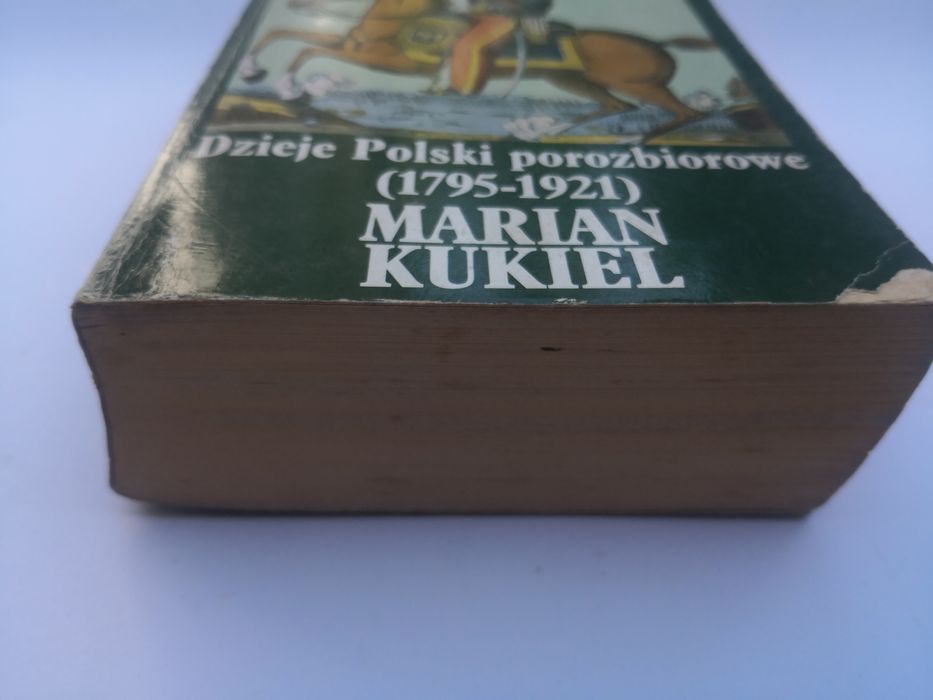 Dzieje Polski porozbiorowe
(1795-1921)
MARIAN
KUKIEL